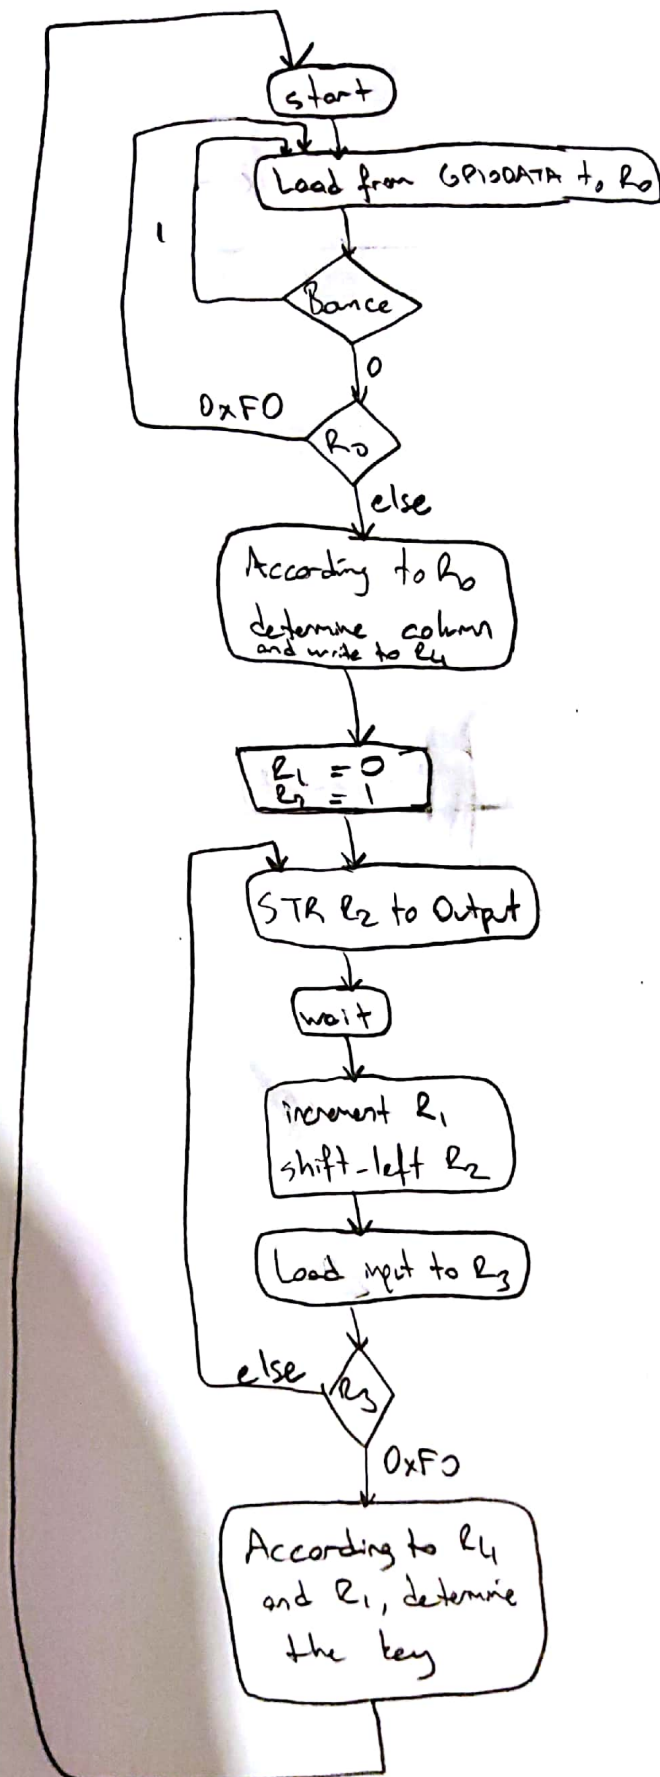 start
Load from GPIODATA to R0
1
Bance
0
0xF0
R0
else
According to R0
determine column
and write to R4
R1 = 0
R2 = 1
STR R2 to Output
wait
increment R1
shift-left R2
Load input to R3
else
R3
0xF0
According to R4
and R1, determine
the key